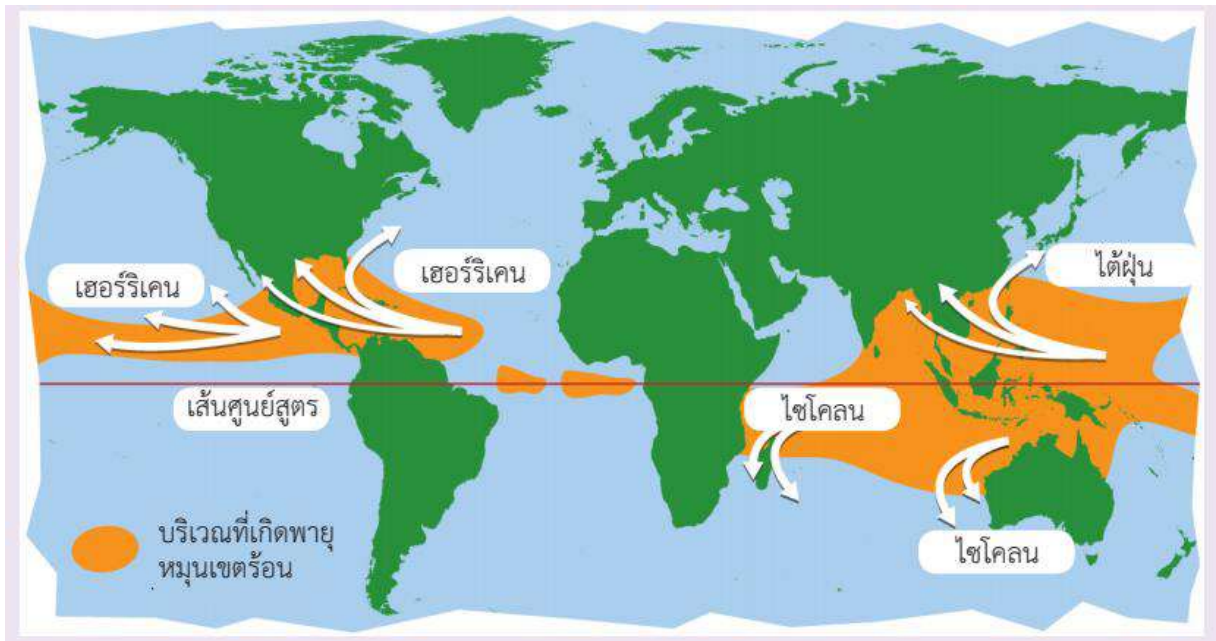 เฮอร์ริเคน
เฮอร์ริเคน
ไต้ฝุ่น
เส้นศูนย์สูตร
ไซโคลน
บริเวณที่เกิดพายุ
หมุนเขตร้อน
ไซโคลน